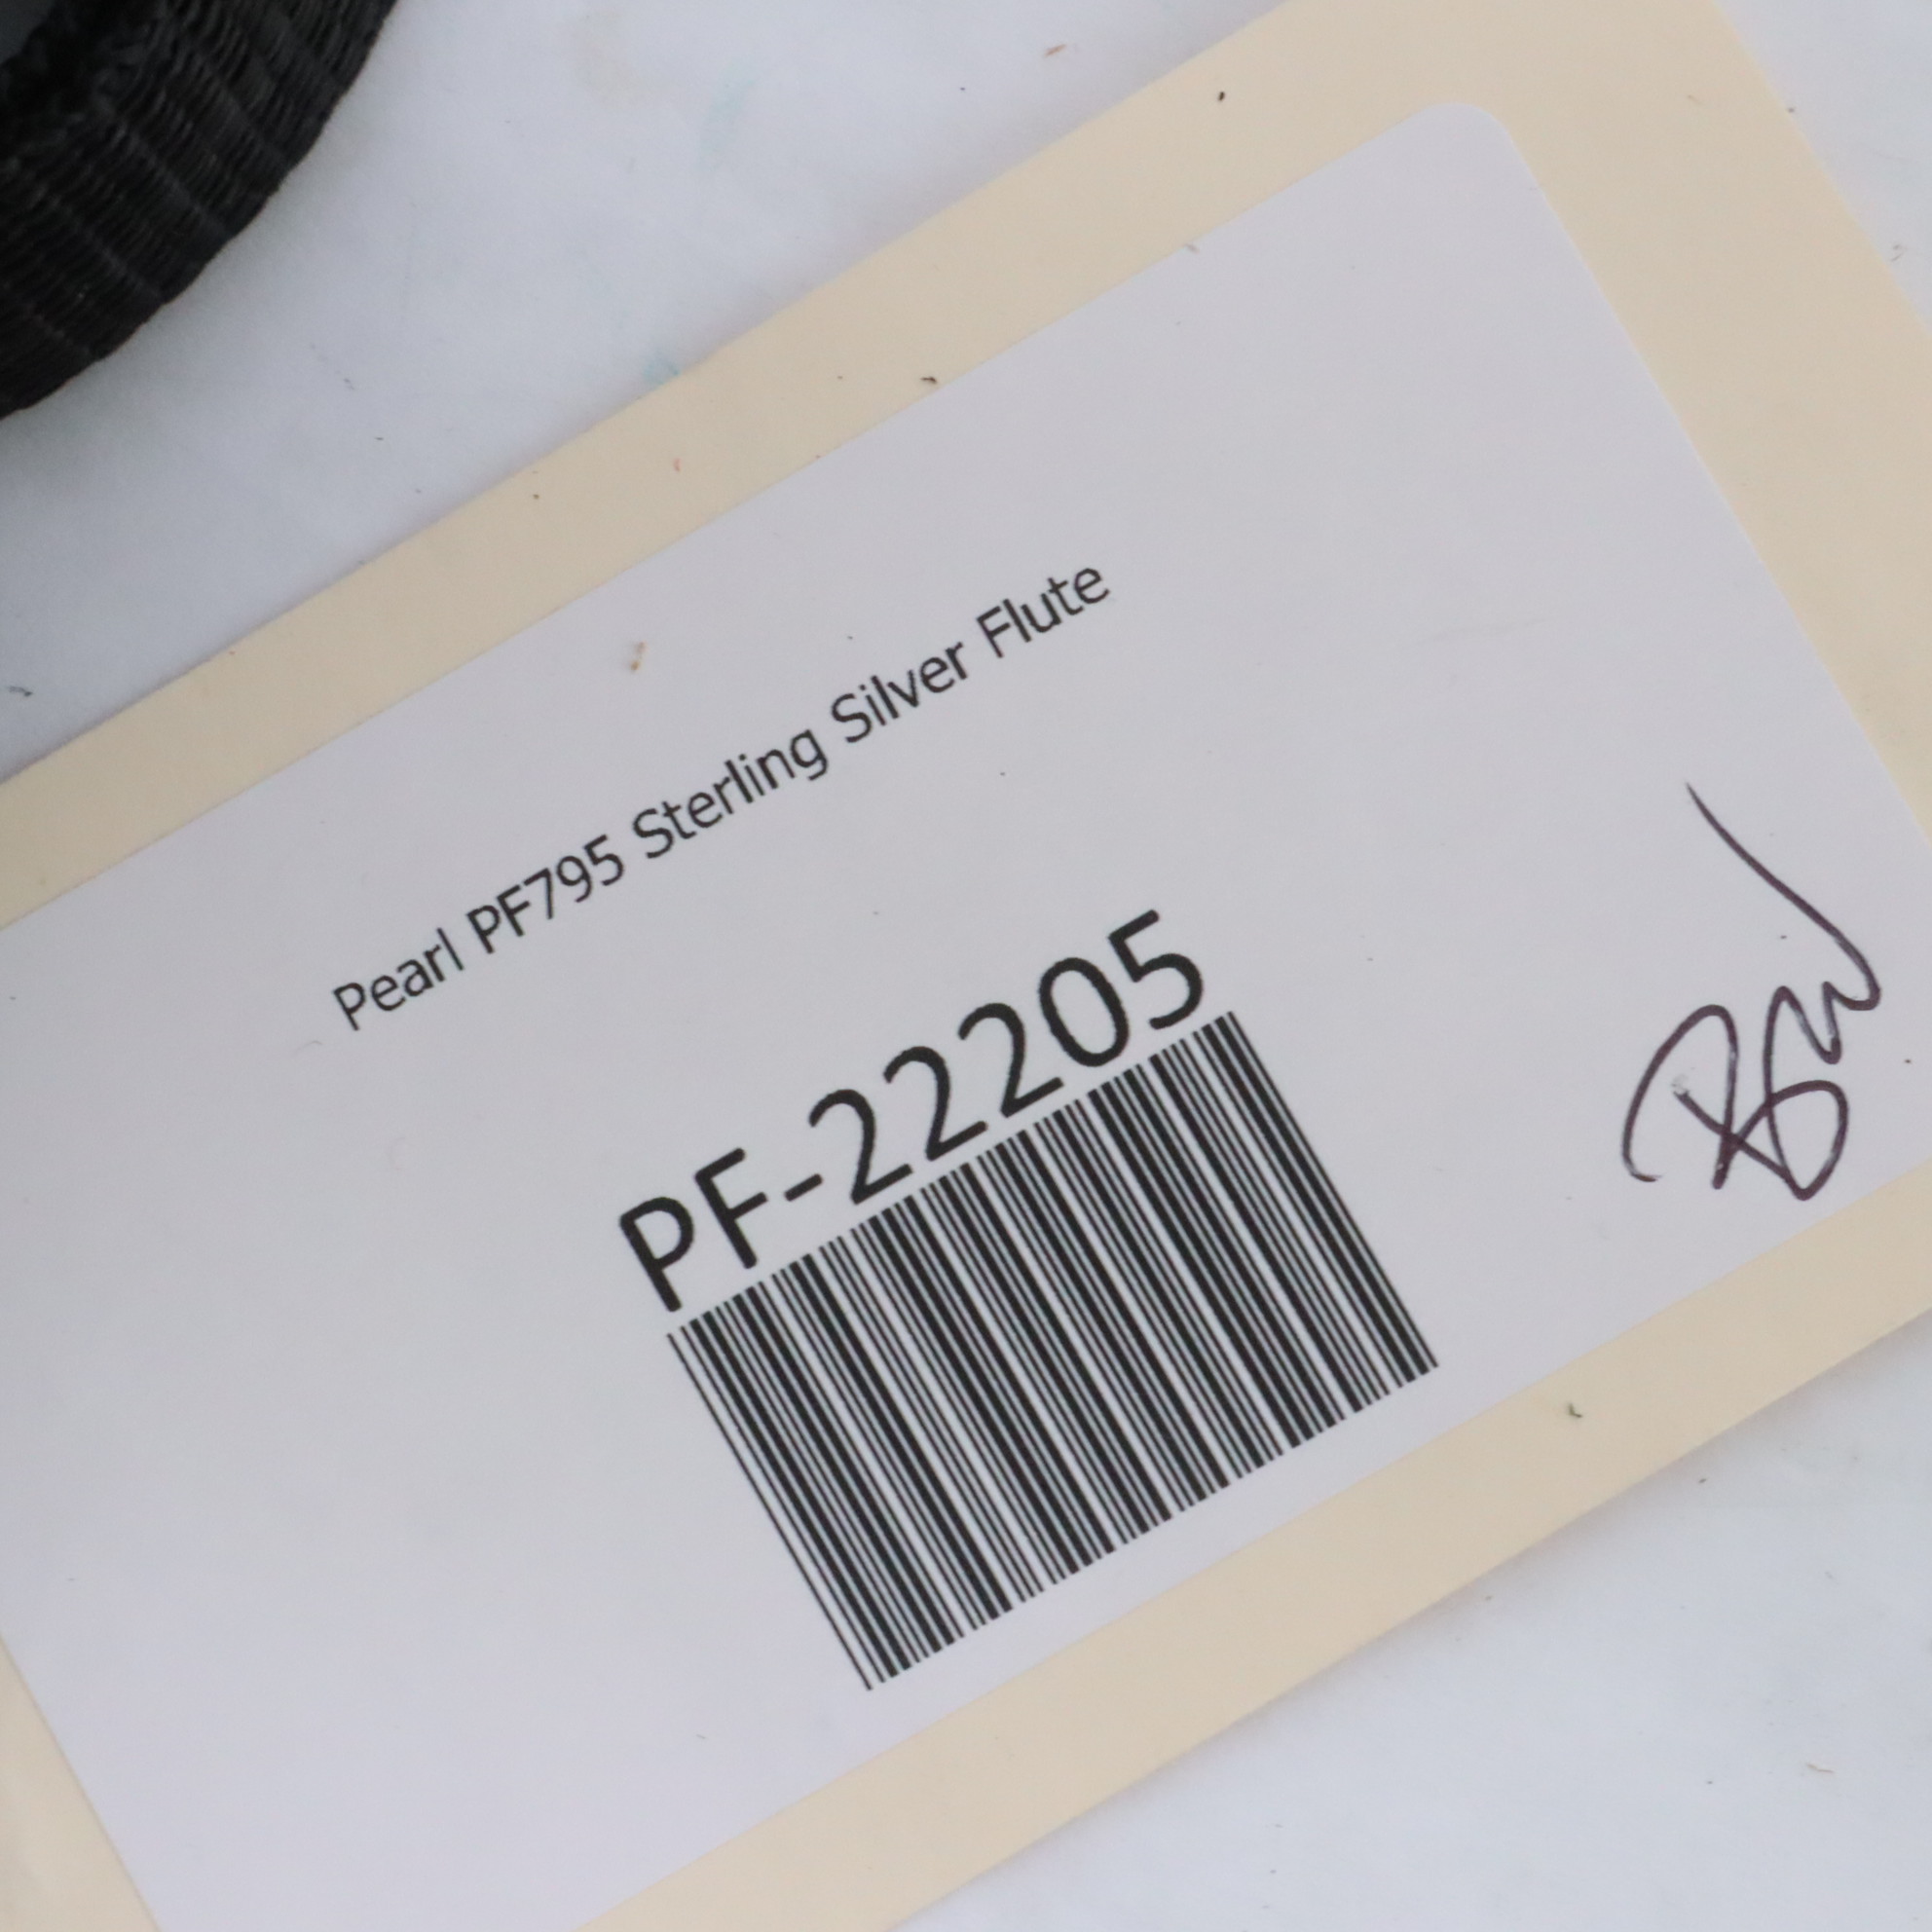 Pearl PF795 Sterling Silver Flute
PF-22205